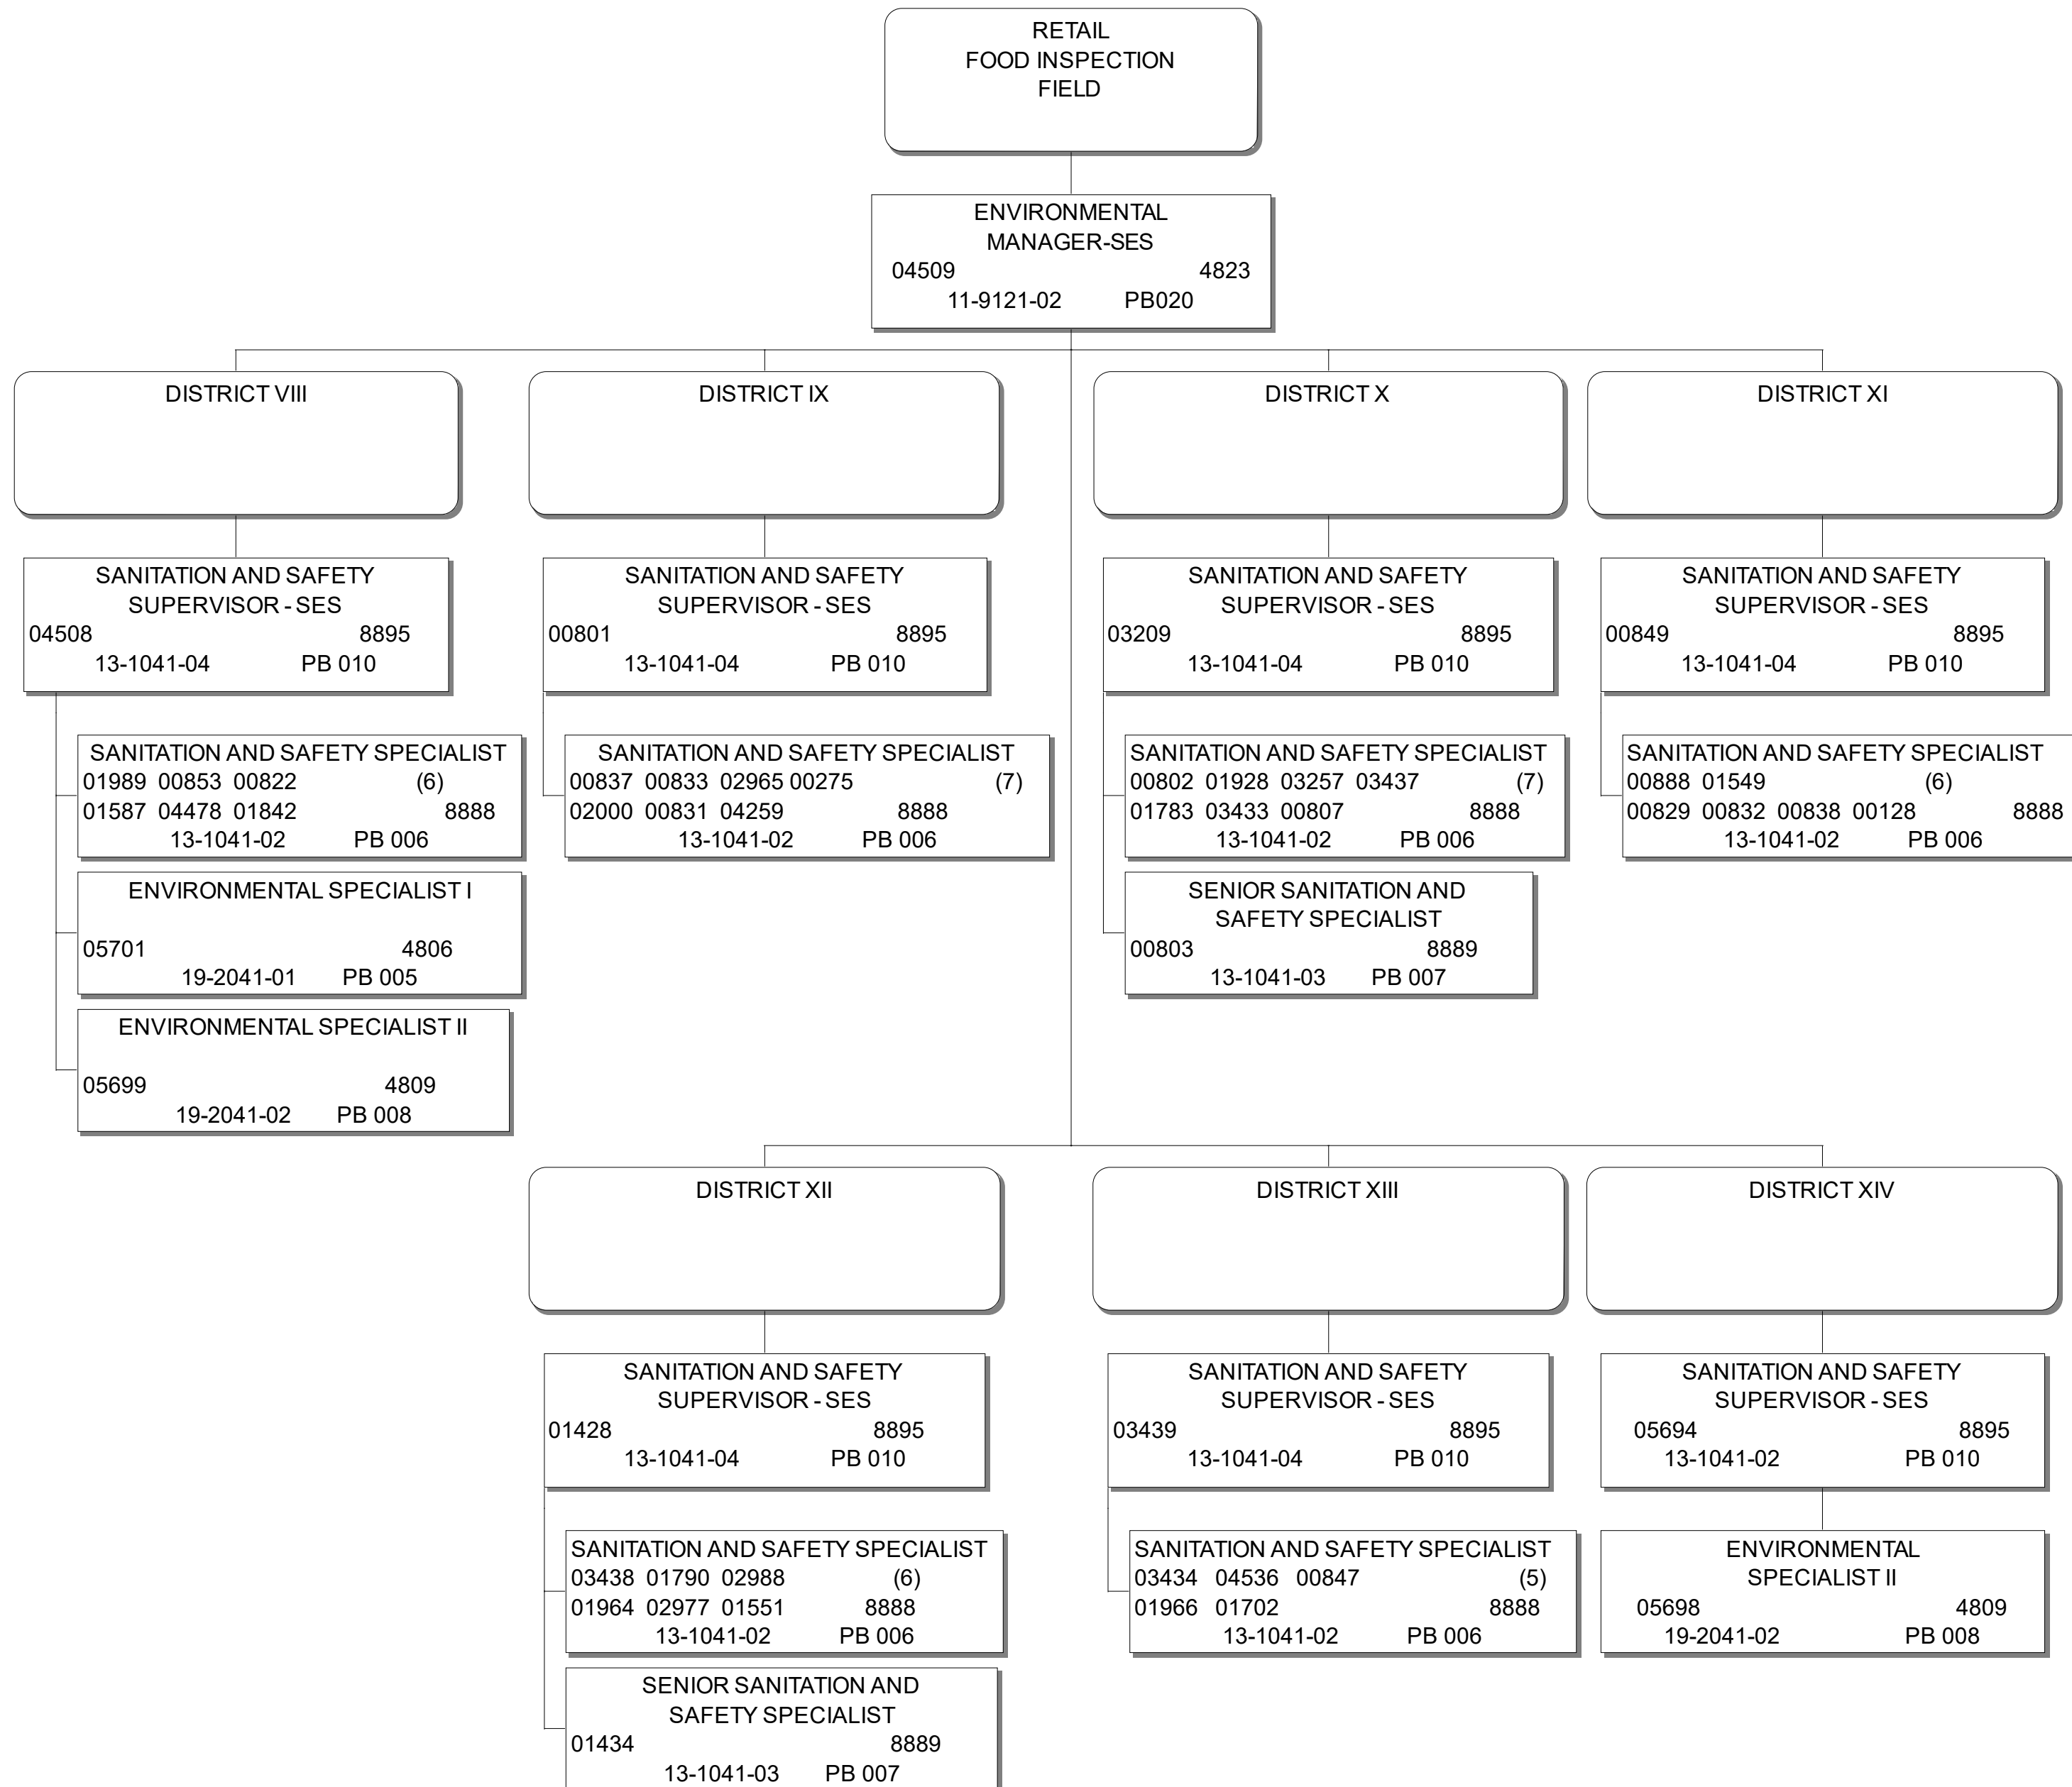 RETAIL
FOOD INSPECTION
FIELD
ENVIRONMENTAL
MANAGER-SES
04509 4823
11-9121-02 PB020
DISTRICT VIII
SANITATION AND SAFETY
SUPERVISOR - SES
04508 8895
13-1041-04 PB 010
SANITATION AND SAFETY SPECIALIST
01989 00853 00822 (6)
01587 04478 01842 8888
13-1041-02 PB 006
ENVIRONMENTAL SPECIALIST I
05701 4806
19-2041-01 PB 005
ENVIRONMENTAL SPECIALIST II
05699 4809
19-2041-02 PB 008
DISTRICT IX
SANITATION AND SAFETY
SUPERVISOR - SES
00801 8895
13-1041-04 PB 010
SANITATION AND SAFETY SPECIALIST
00837 00833 02965 00275 (7)
02000 00831 04259 8888
13-1041-02 PB 006
DISTRICT X
SANITATION AND SAFETY
SUPERVISOR - SES
03209 8895
13-1041-04 PB 010
SANITATION AND SAFETY SPECIALIST
00802 01928 03257 03437 (7)
01783 03433 00807 8888
13-1041-02 PB 006
SENIOR SANITATION AND
SAFETY SPECIALIST
00803 8889
13-1041-03 PB 007
DISTRICT XI
SANITATION AND SAFETY
SUPERVISOR - SES
00849 8895
13-1041-04 PB 010
SANITATION AND SAFETY SPECIALIST
00888 01549 (6)
00829 00832 00838 00128 8888
13-1041-02 PB 006
DISTRICT XII
SANITATION AND SAFETY
SUPERVISOR - SES
01428 8895
13-1041-04 PB 010
SANITATION AND SAFETY SPECIALIST
03438 01790 02988 (6)
01964 02977 01551 8888
13-1041-02 PB 006
SENIOR SANITATION AND
SAFETY SPECIALIST
01434 8889
13-1041-03 PB 007
DISTRICT XIII
SANITATION AND SAFETY
SUPERVISOR - SES
03439 8895
13-1041-04 PB 010
SANITATION AND SAFETY SPECIALIST
03434 04536 00847 (5)
01966 01702 8888
13-1041-02 PB 006
DISTRICT XIV
SANITATION AND SAFETY
SUPERVISOR - SES
05694 8895
13-1041-02 PB 010
ENVIRONMENTAL
SPECIALIST II
05698 4809
19-2041-02 PB 008